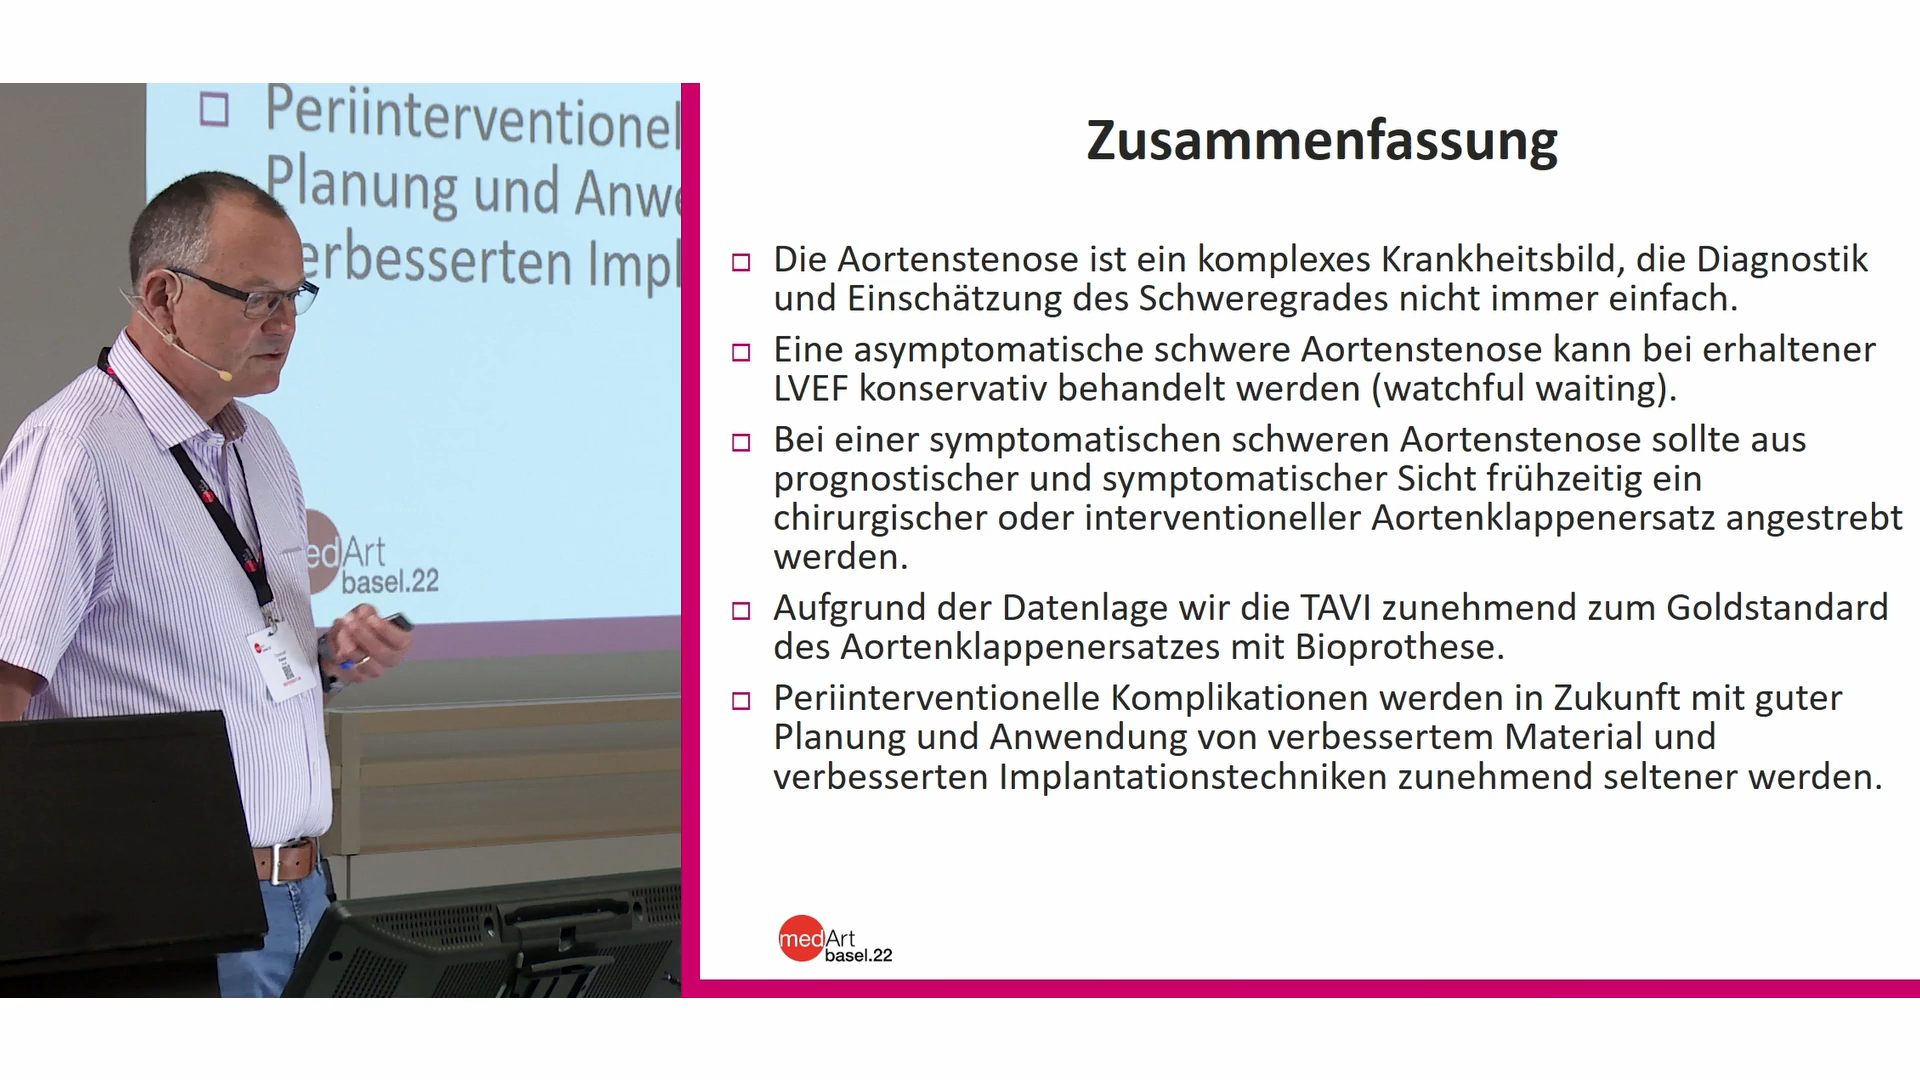 Periinterventionel
Planung und Anwe
erbesserten Impl
edArt
basel.22
Zusammenfassung
Die Aortenstenose ist ein komplexes Krankheitsbild, die Diagnostik
und Einschätzung des Schweregrades nicht immer einfach.
Eine asymptomatische schwere Aortenstenose kann bei erhaltener
LVEF konservativ behandelt werden (watchful waiting).
Bei einer symptomatischen schweren Aortenstenose sollte aus
prognostischer und symptomatischer Sicht frühzeitig ein
chirurgischer oder interventioneller Aortenklappenersatz angestrebt
werden.
Aufgrund der Datenlage wir die TAVI zunehmend zum Goldstandard
des Aortenklappenersatzes mit Bioprothese.
Periinterventionelle Komplikationen werden in Zukunft mit guter
Planung und Anwendung von verbessertem Material und
verbesserten Implantationstechniken zunehmend seltener werden.
medArt
basel.22